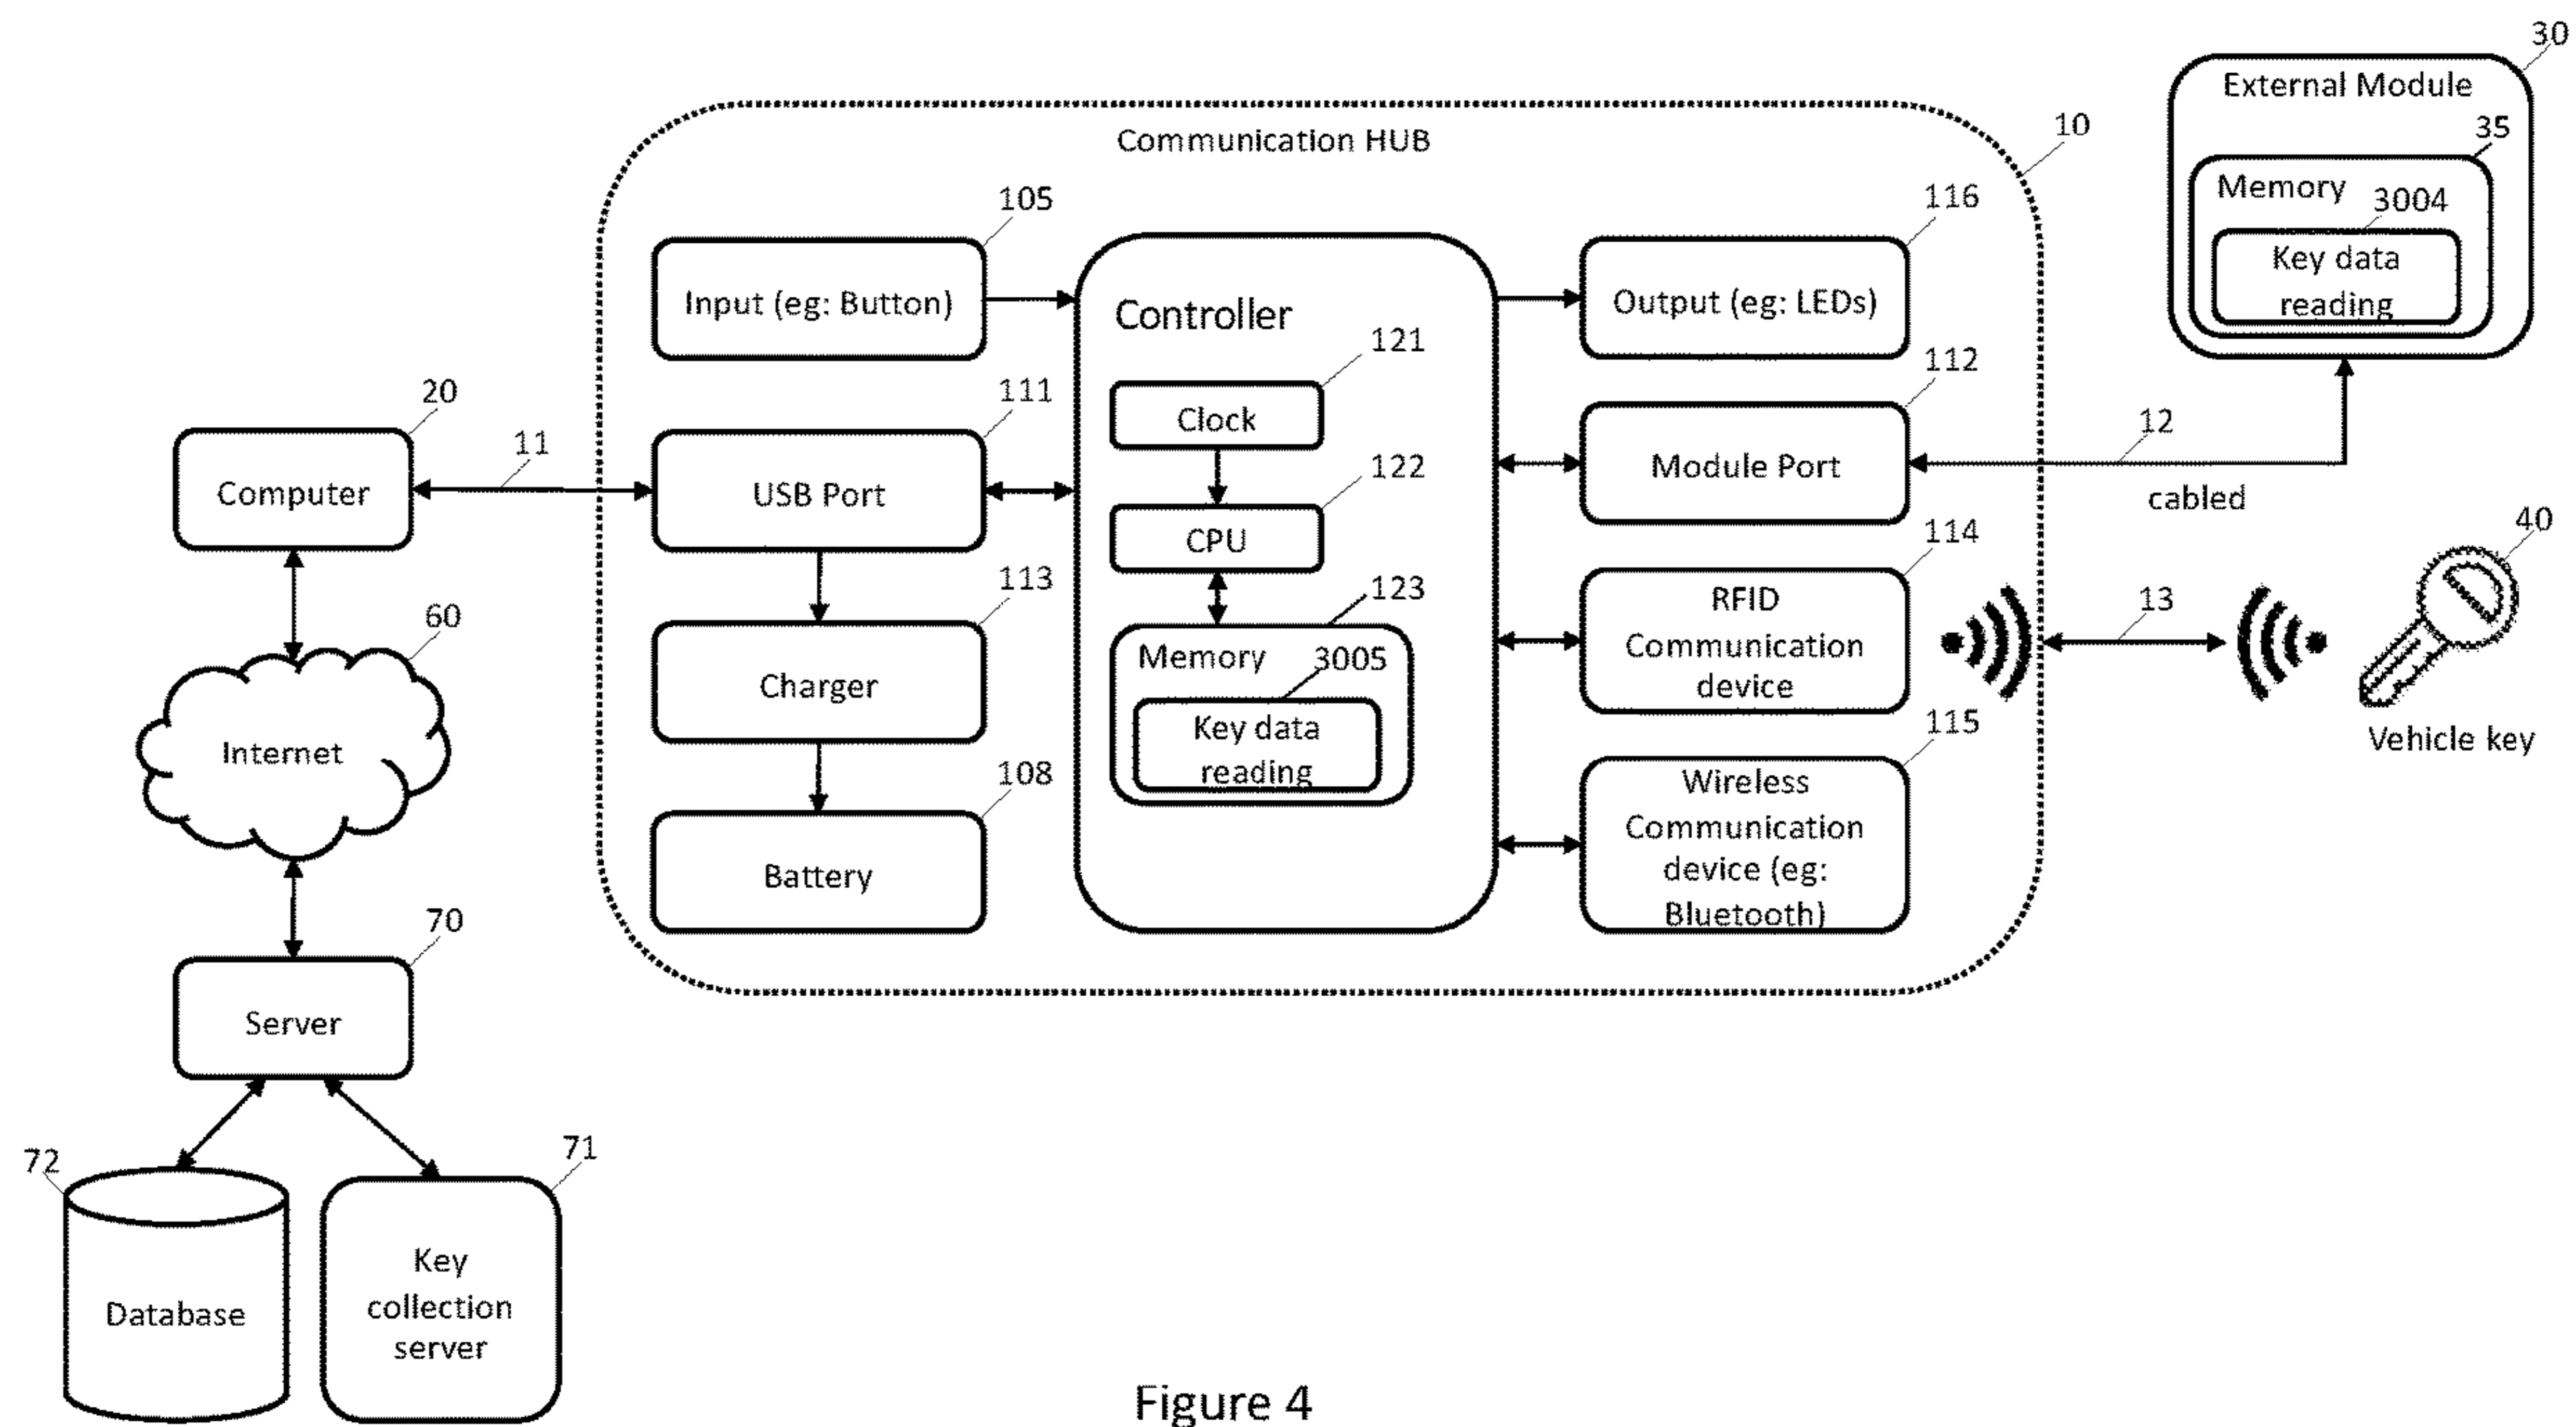 30
External Module
35
Memory
3004
Key data
reading
10
Communication HUB
105
Input (eg: Button)
116
Output (eg: LEDs)
Controller
121
Clock
122
CPU
123
Memory
3005
Key data
reading
20
Computer
11
111
USB Port
112
Module Port
12
cabled
113
Charger
114
RFID
Communication
device
13
40
Vehicle key
108
Battery
115
Wireless
Communication
device (eg:
Bluetooth)
60
Internet
70
Server
72
Database
71
Key
collection
server
Figure 4